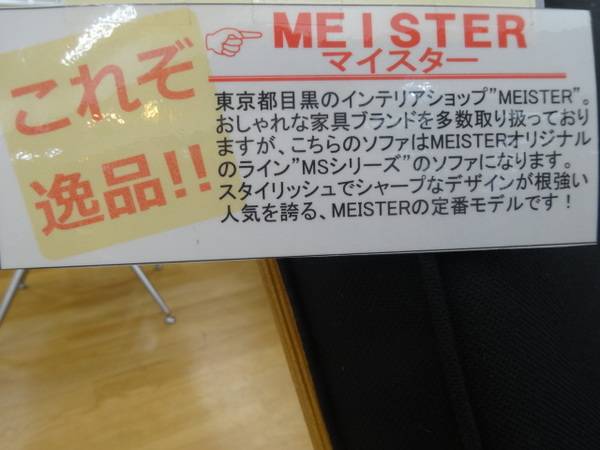 これぞ
逸品!!
☞MEISTER
マイスター
東京都目黒のインテリアショップ”MEISTER”。
おしゃれな家具ブランドを多数取り扱っており
ますが、こちらのソファはMEISTERオリジナル
のライン”MSシリーズ”のソファになります。
スタイリッシュでシャープなデザインが根強い
人気を誇る、MEISTERの定番モデルです！